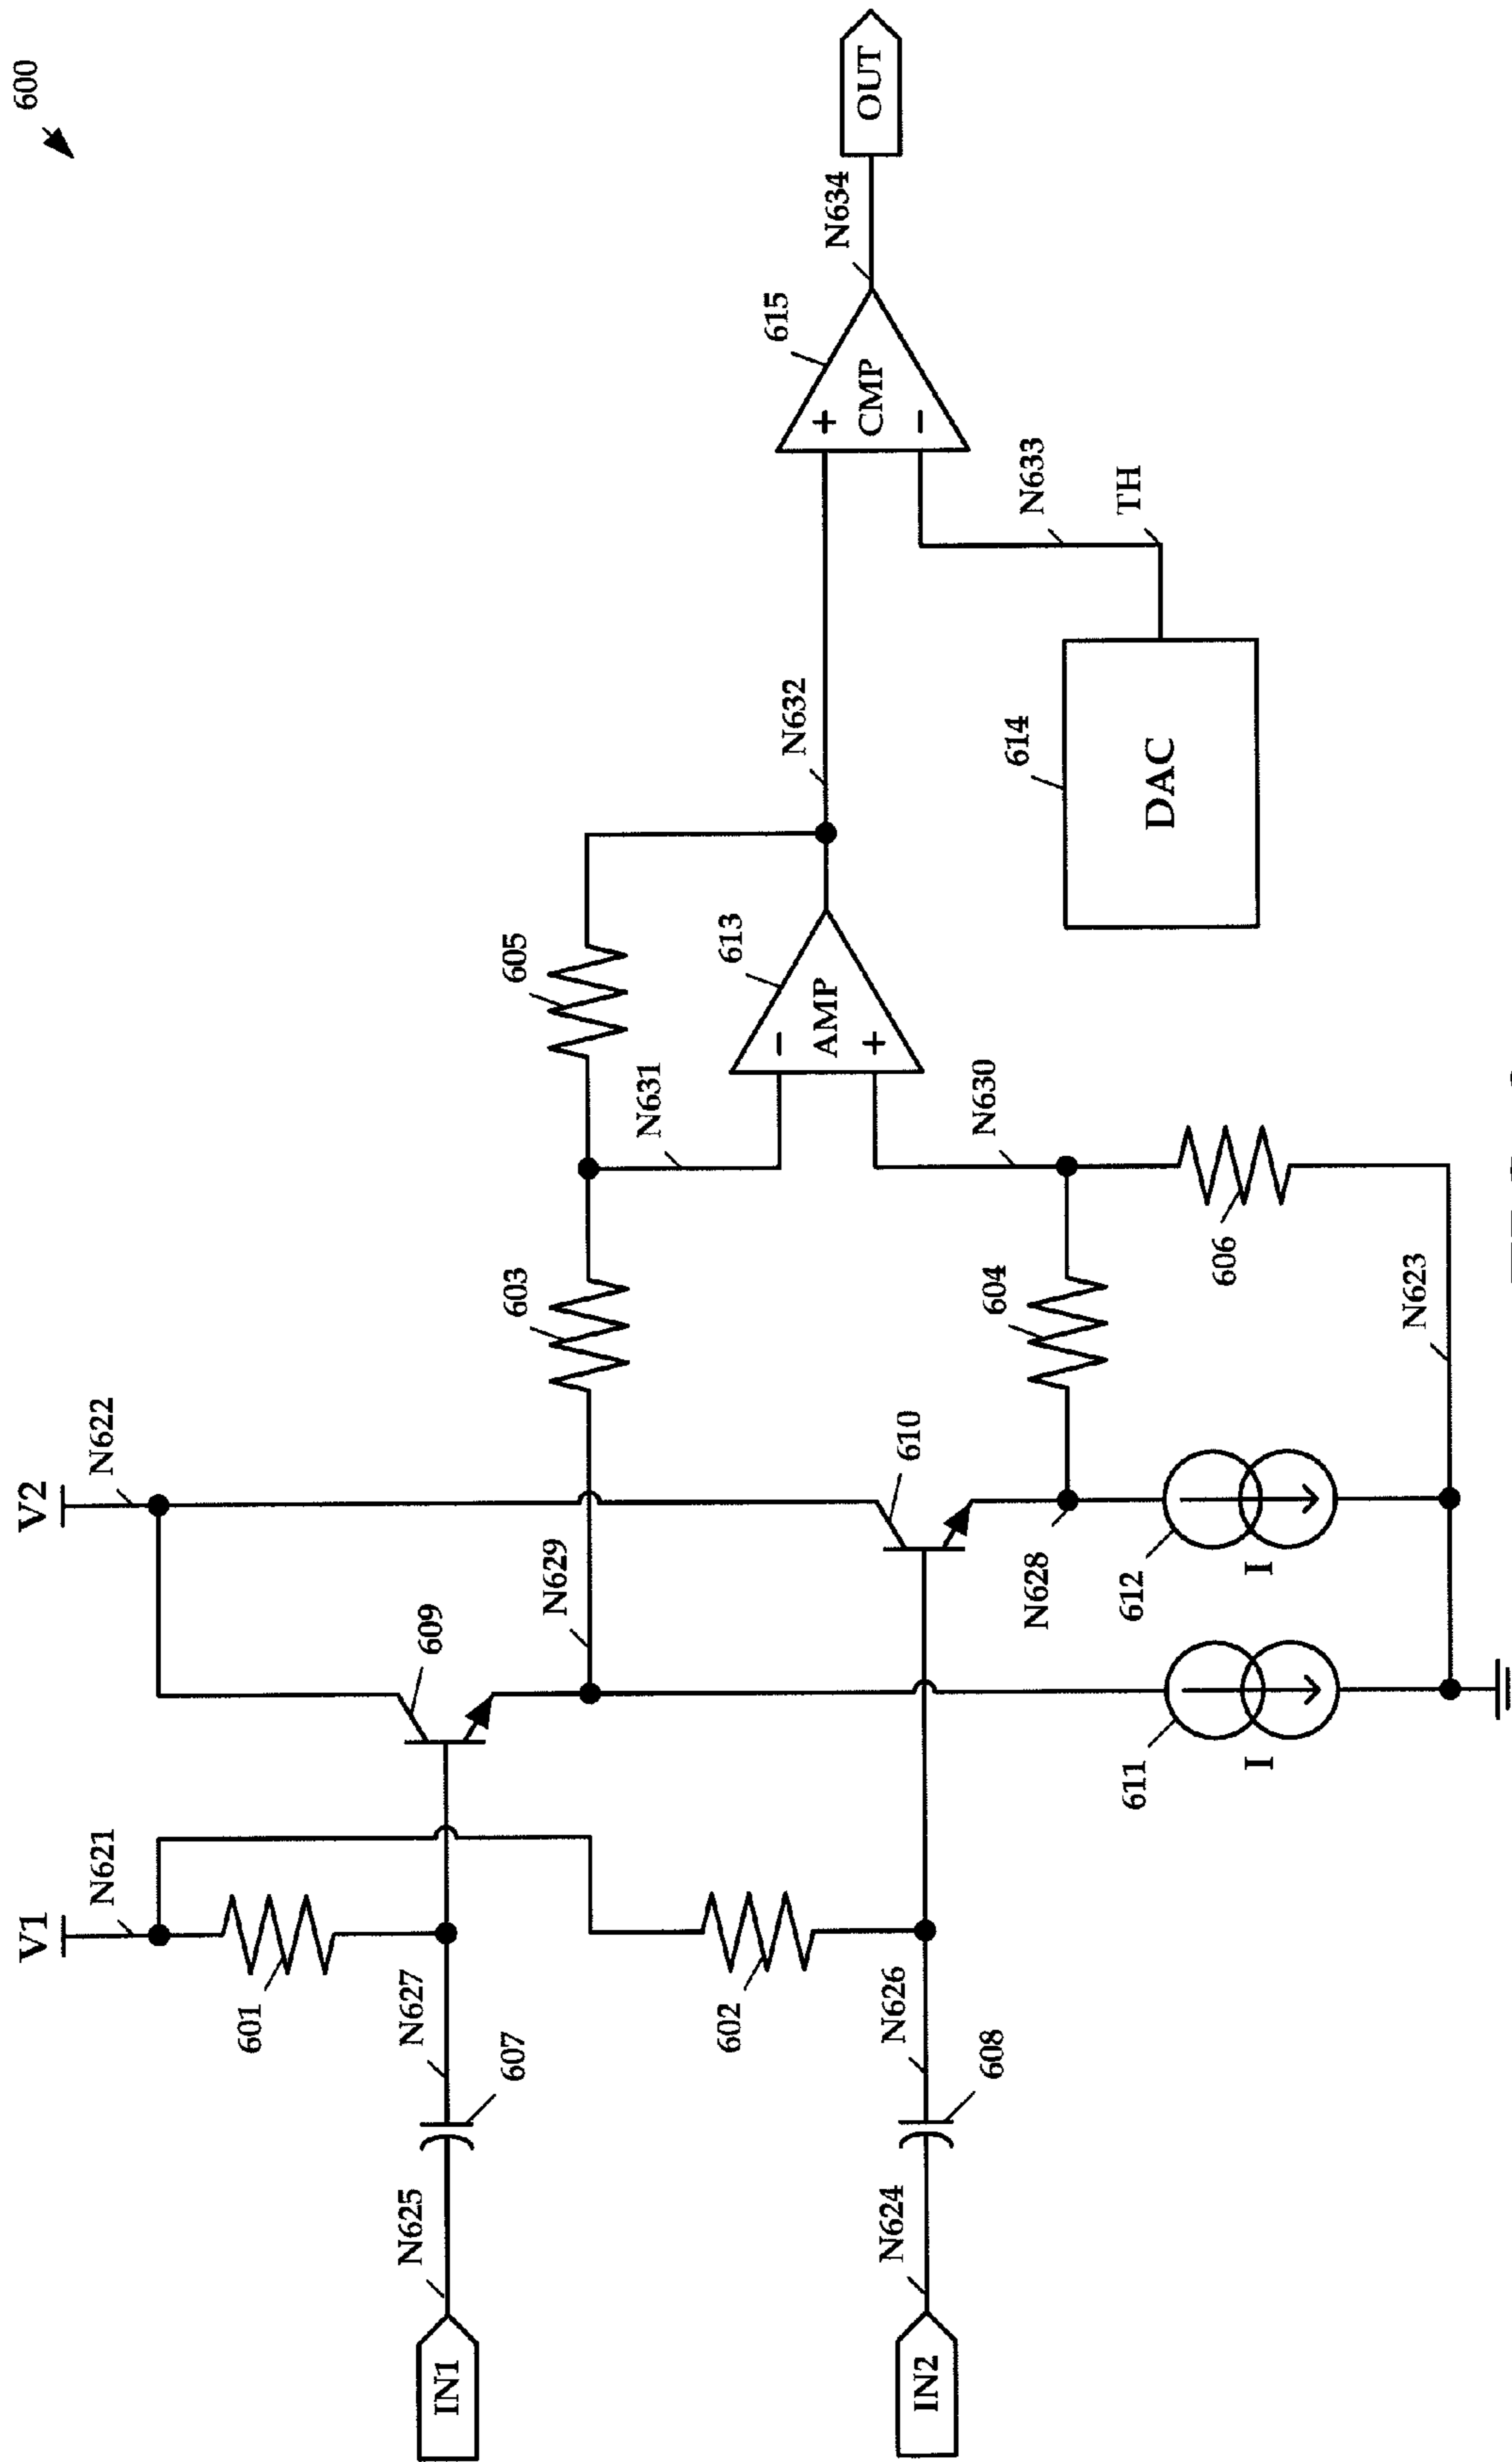 600
V1
N621
V2
N622
601
609
IN1
N625
607
N627
N629
603
605
N631
602
610
613
AMP
-
+
N632
615
CMP
+
-
N634
OUT
IN2
N624
608
N626
N628
604
N630
614
DAC
N633
TH
611
I
612
I
606
N623